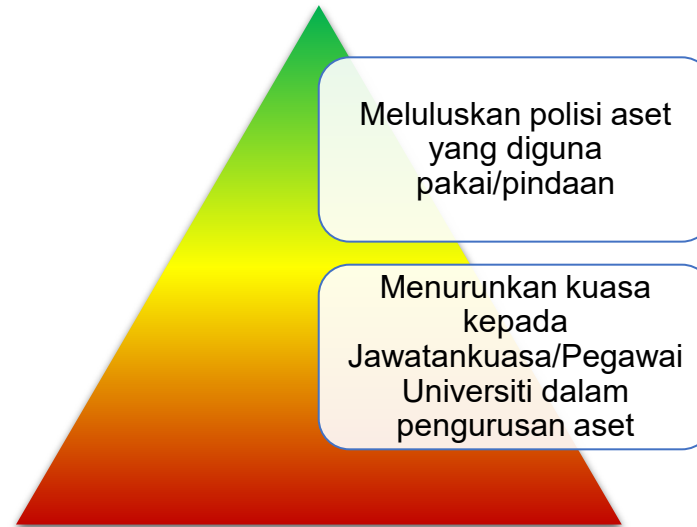 Meluluskan polisi aset
yang diguna
pakai/pindaan
Menurunkan kuasa
kepada
Jawatankuasa/Pegawai
Universiti dalam
pengurusan aset